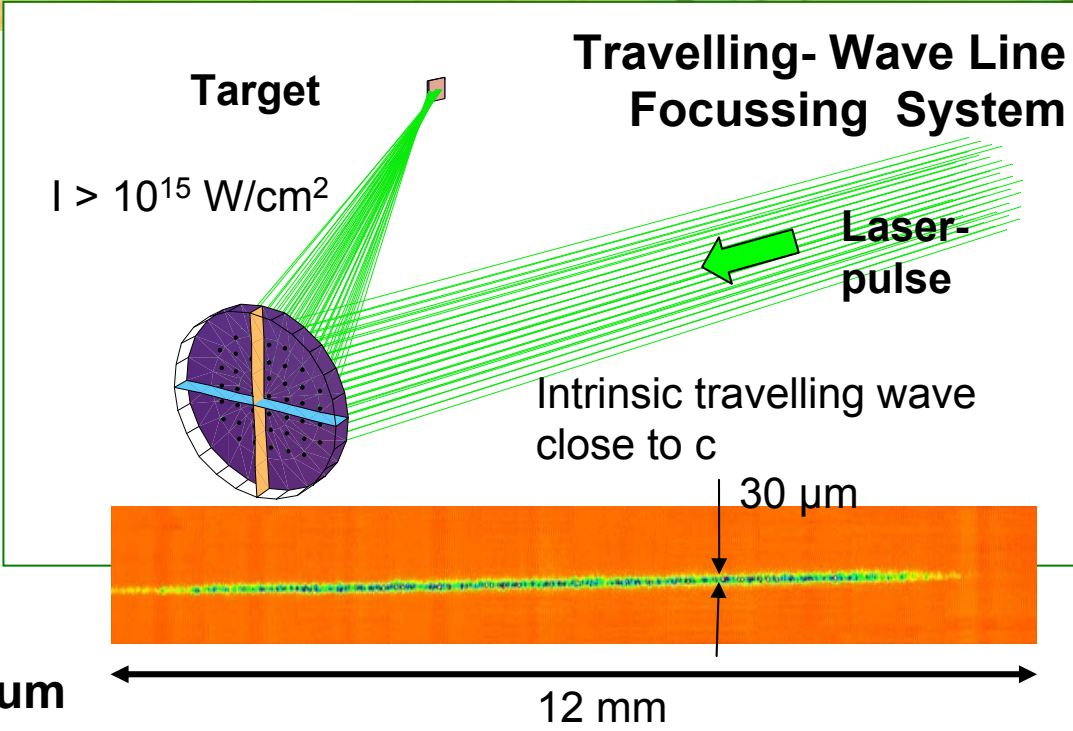 Travelling- Wave Line
Focussing System
Target
I > 10¹⁵ W/cm²
Laser-
pulse
Intrinsic travelling wave
close to c
30 µm
um
12 mm